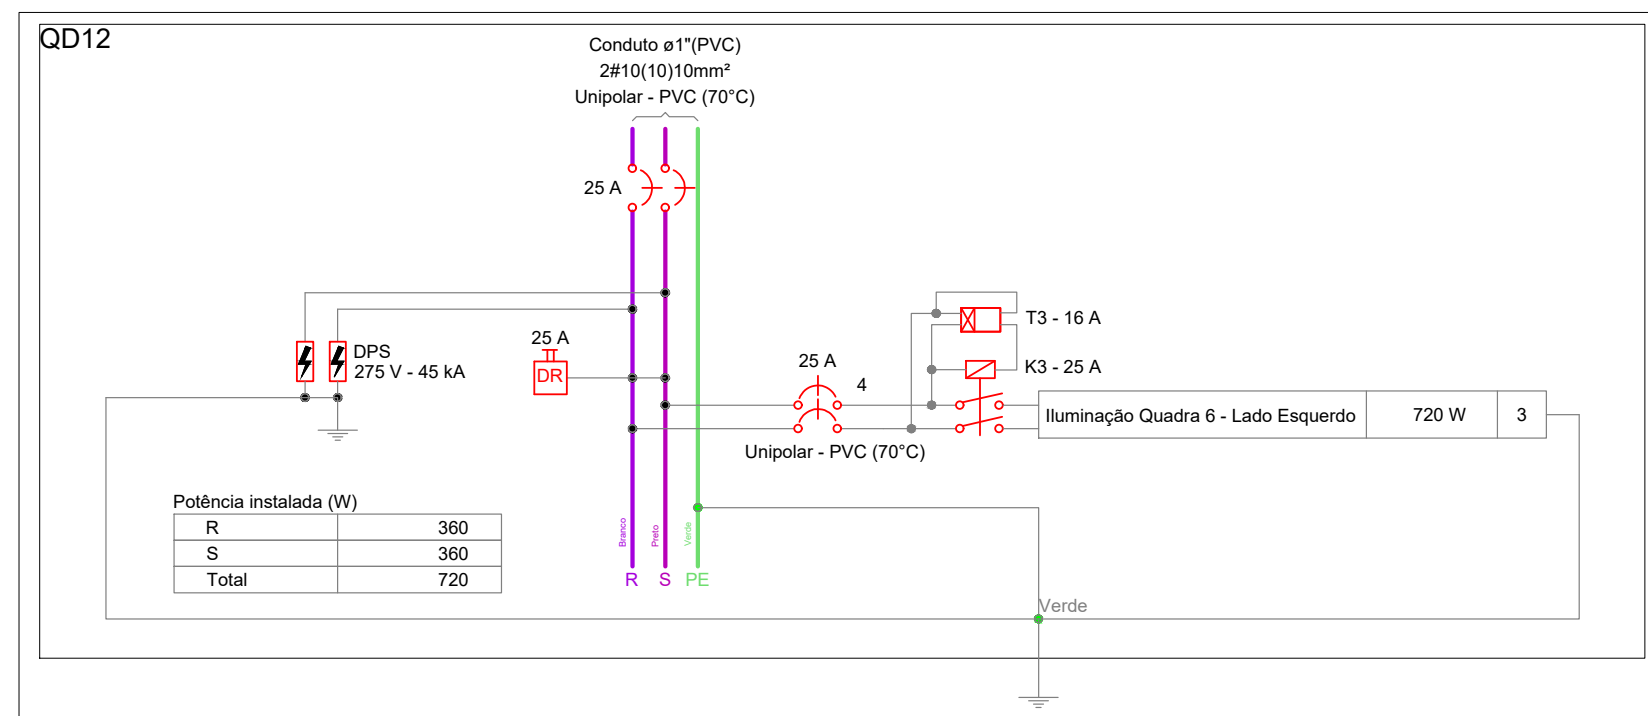 QD12
Conduto ø1"(PVC)
2#10(10)10mm²
Unipolar - PVC (70°C)
25 A
DPS
275 V - 45 kA
25 A
DR
25 A
4
T3 - 16 A
K3 - 25 A
Iluminação Quadra 6 - Lado Esquerdo 720 W 3
Unipolar - PVC (70°C)
Potência instalada (W)
R 360
S 360
Total 720
Branco
Preto
Verde
R S PE
Verde